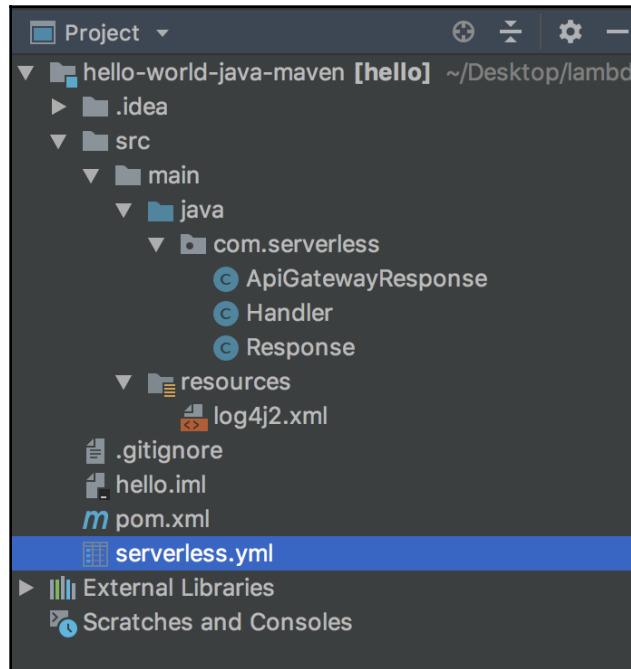 Project
hello-world-java-maven [hello] ~/Desktop/lambd
.idea
src
main
java
com.serverless
ApiGatewayResponse
Handler
Response
resources
log4j2.xml
.gitignore
hello.iml
pom.xml
serverless.yml
External Libraries
Scratches and Consoles